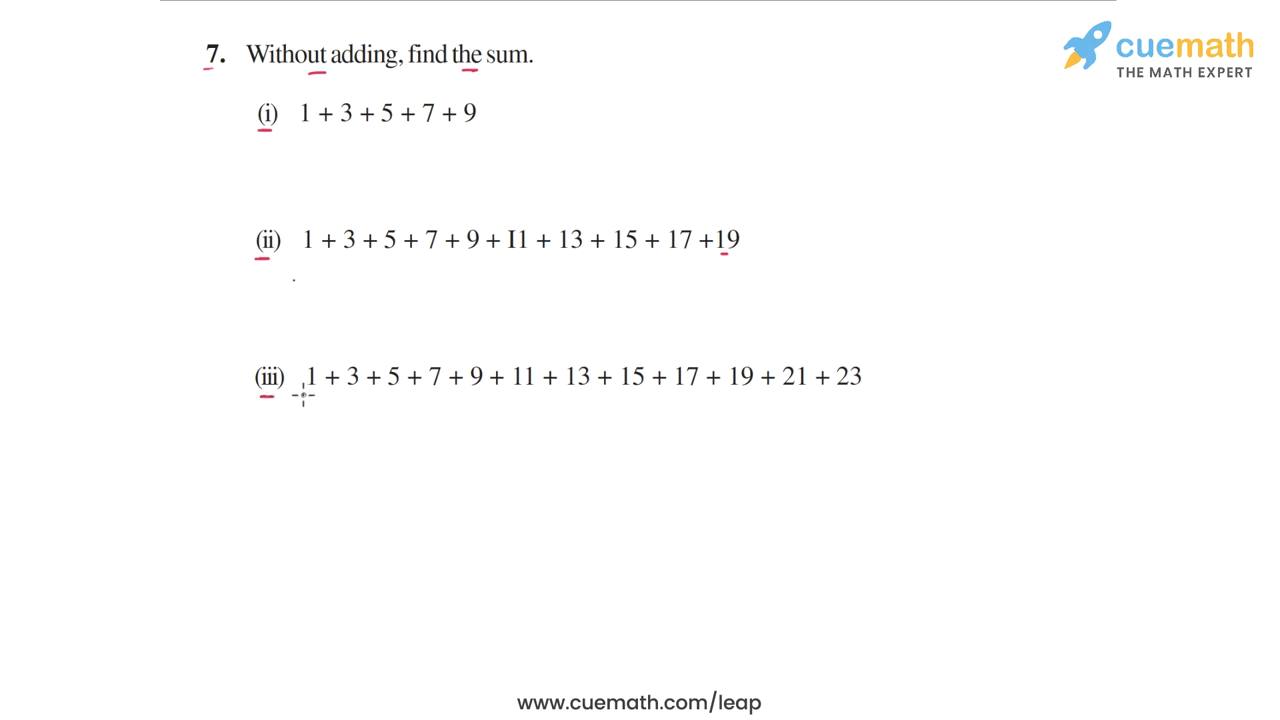 cuemath
THE MATH EXPERT
7. Without adding, find the sum.
(i) 1 + 3 + 5 + 7 + 9
(ii) 1 + 3 + 5 + 7 + 9 + I1 + 13 + 15 + 17 +19
(iii) 1 + 3 + 5 + 7 + 9 + 11 + 13 + 15 + 17 + 19 + 21 + 23
www.cuemath.com/leap